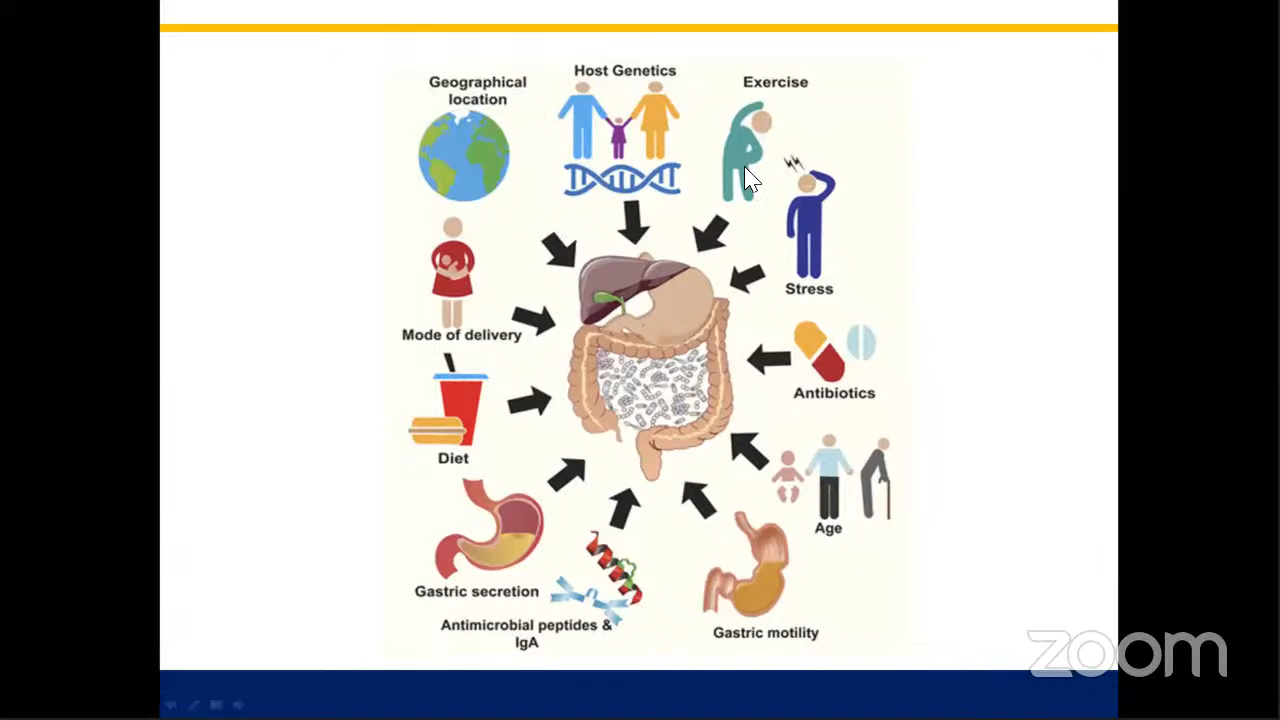 Geographical
location
Host Genetics
Exercise
Stress
Mode of delivery
Antibiotics
Diet
Age
Gastric secretion
Antimicrobial peptides &
IgA
Gastric motility
zoom